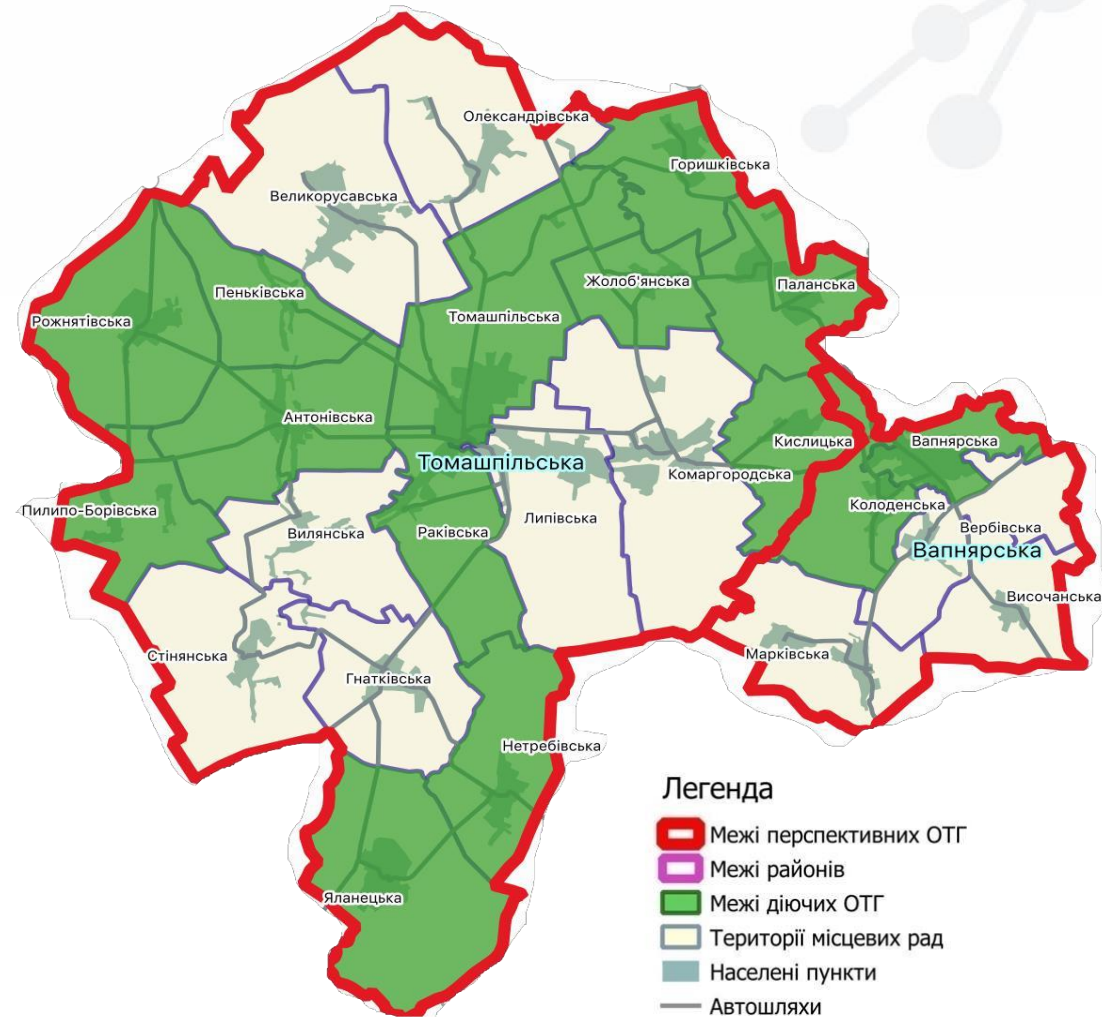 Олександрівська
Горишківська
Великорусавська
Жолоб'янська
Паланська
Пеньківська
Томашпільська
Рожнятівська
Антонівська
Кислицька
Вапнярська
Томашпільська
Комаргородська
Колоденська
Пилипо-Борівська
Вилянська
Раківська
Липівська
Вербівська
Вапнярська
Височанська
Стінянська
Гнатківська
Марківська
Нетребівська
Яланецька
Легенда
Межі перспективних ОТГ
Межі районів
Межі діючих ОТГ
Території місцевих рад
Населені пункти
Автошляхи